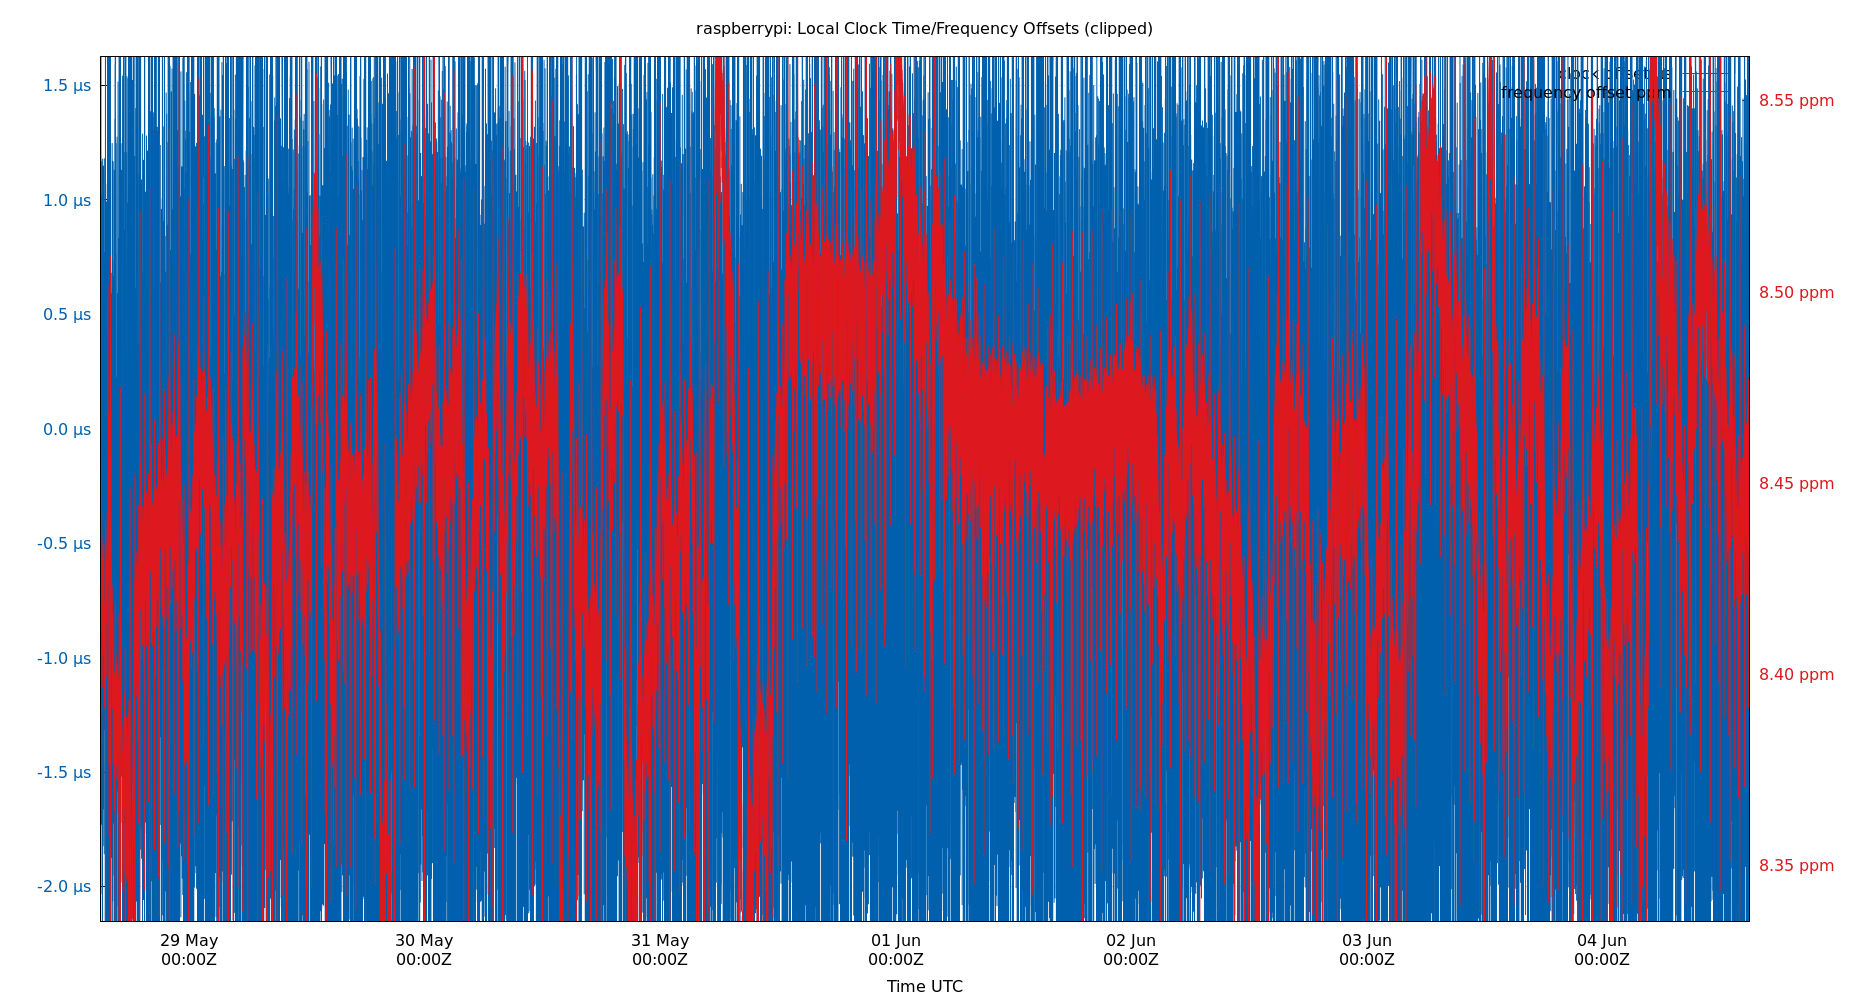 raspberrypi: Local Clock Time/Frequency Offsets (clipped)
clock offset µs
frequency offset ppm
1.5 µs
1.0 µs
0.5 µs
0.0 µs
-0.5 µs
-1.0 µs
-1.5 µs
-2.0 µs
8.55 ppm
8.50 ppm
8.45 ppm
8.40 ppm
8.35 ppm
29 May 30 May 31 May 01 Jun 02 Jun 03 Jun 04 Jun
00:00Z 00:00Z 00:00Z 00:00Z 00:00Z 00:00Z 00:00Z
Time UTC